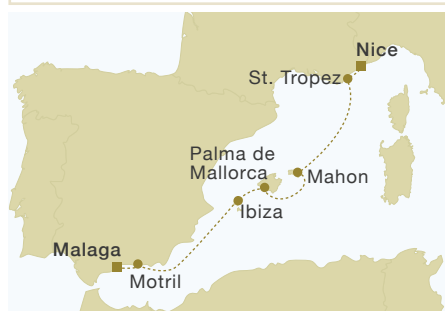 Nice
St. Tropez
Palma de
Mallorca
Mahon
Ibiza
Malaga
Motril